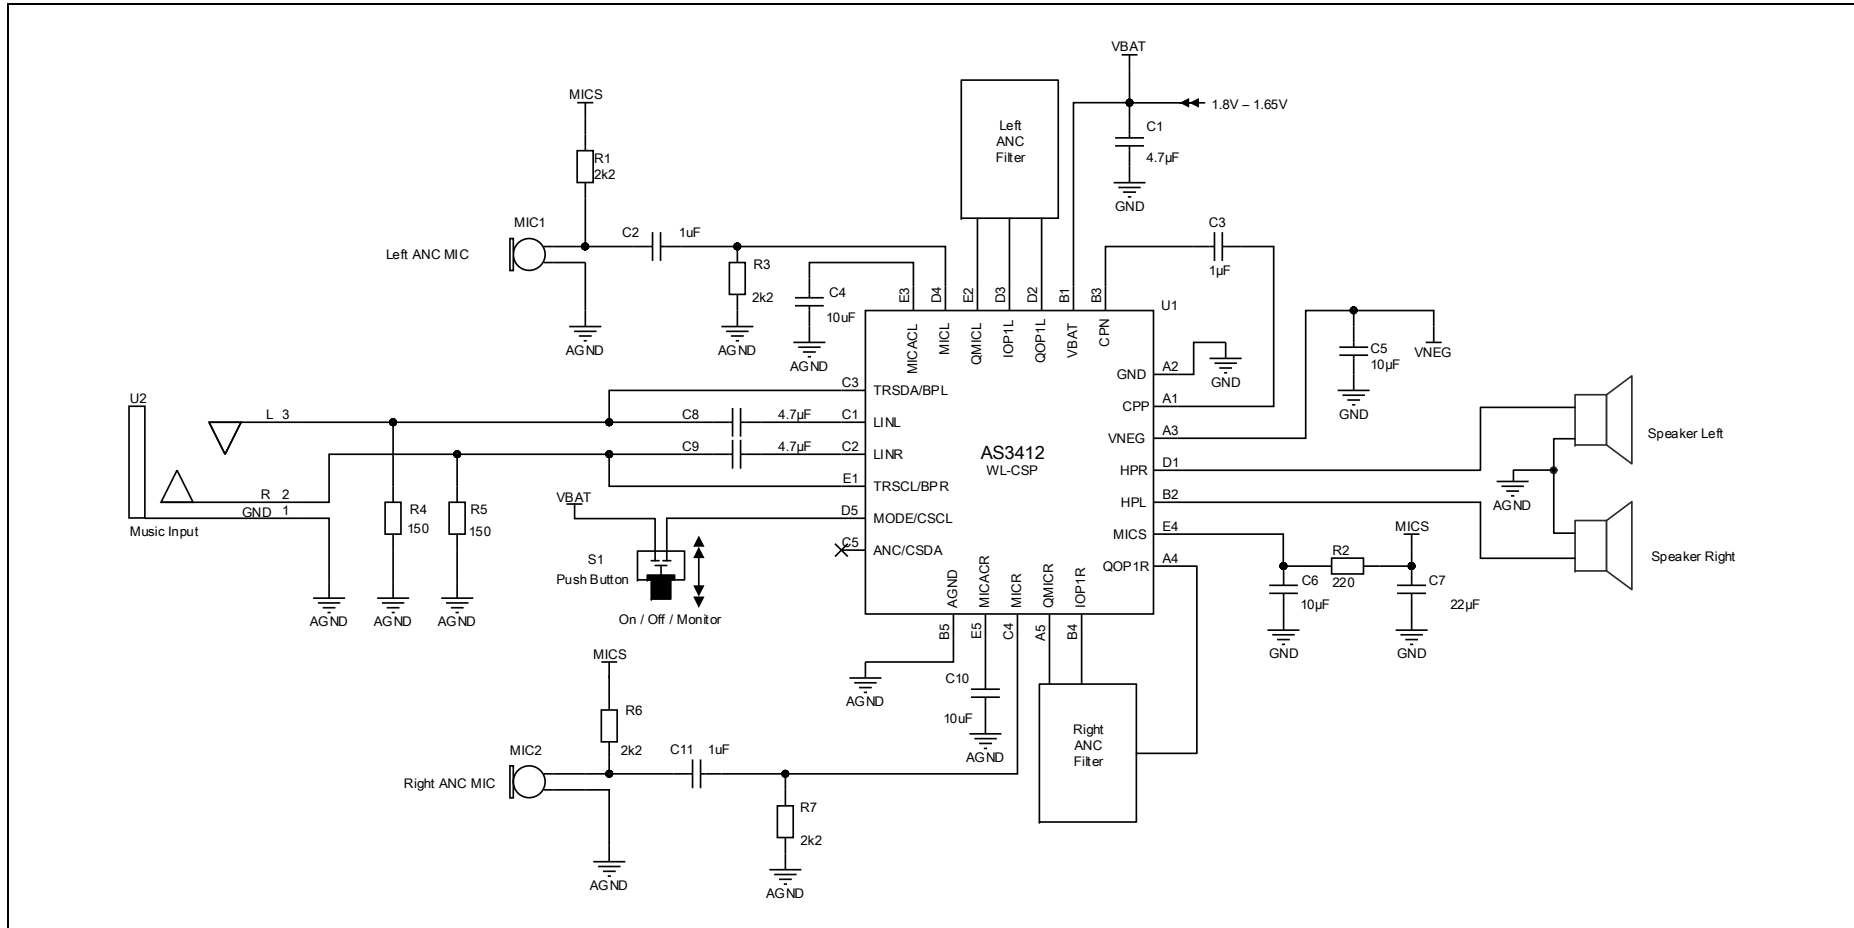 VBAT
1.8V – 1.65V
C1
4.7µF
GND
MICS
R1
2k2
MIC1
Left ANC MIC
AGND
C2
1uF
R3
2k2
AGND
C4
10uF
AGND
Left
ANC
Filter
C3
1µF
E3
D4
E2
D3
D2
B1
B3
U1
MICACL
MICL
QMICL
IOP1L
QOP1L
VBAT
CPN
AS3412
WL-CSP
C3
TRSDA/BPL
C1
LINL
C2
LINR
E1
TRSCL/BPR
D5
MODE/CSCL
C5
ANC/CSDA
GND
A2
GND
CPP
A1
VNEG
A3
HPR
D1
HPL
B2
MICS
E4
QOP1R
A4
C5
10µF
GND
VNEG
Speaker Left
AGND
Speaker Right
MICS
R2
220
C6
10µF
GND
C7
22µF
GND
U2
L 3
R 2
GND 1
Music Input
AGND
R4
150
AGND
R5
150
AGND
C8
4.7µF
C9
4.7µF
VBAT
S1
Push Button
On / Off / Monitor
AGND
MICACR
MICR
QMICR
IOP1R
B5
E5
C4
A5
B4
AGND
C10
10uF
AGND
Right
ANC
Filter
MICS
R6
2k2
MIC2
Right ANC MIC
AGND
C11
1uF
R7
2k2
AGND